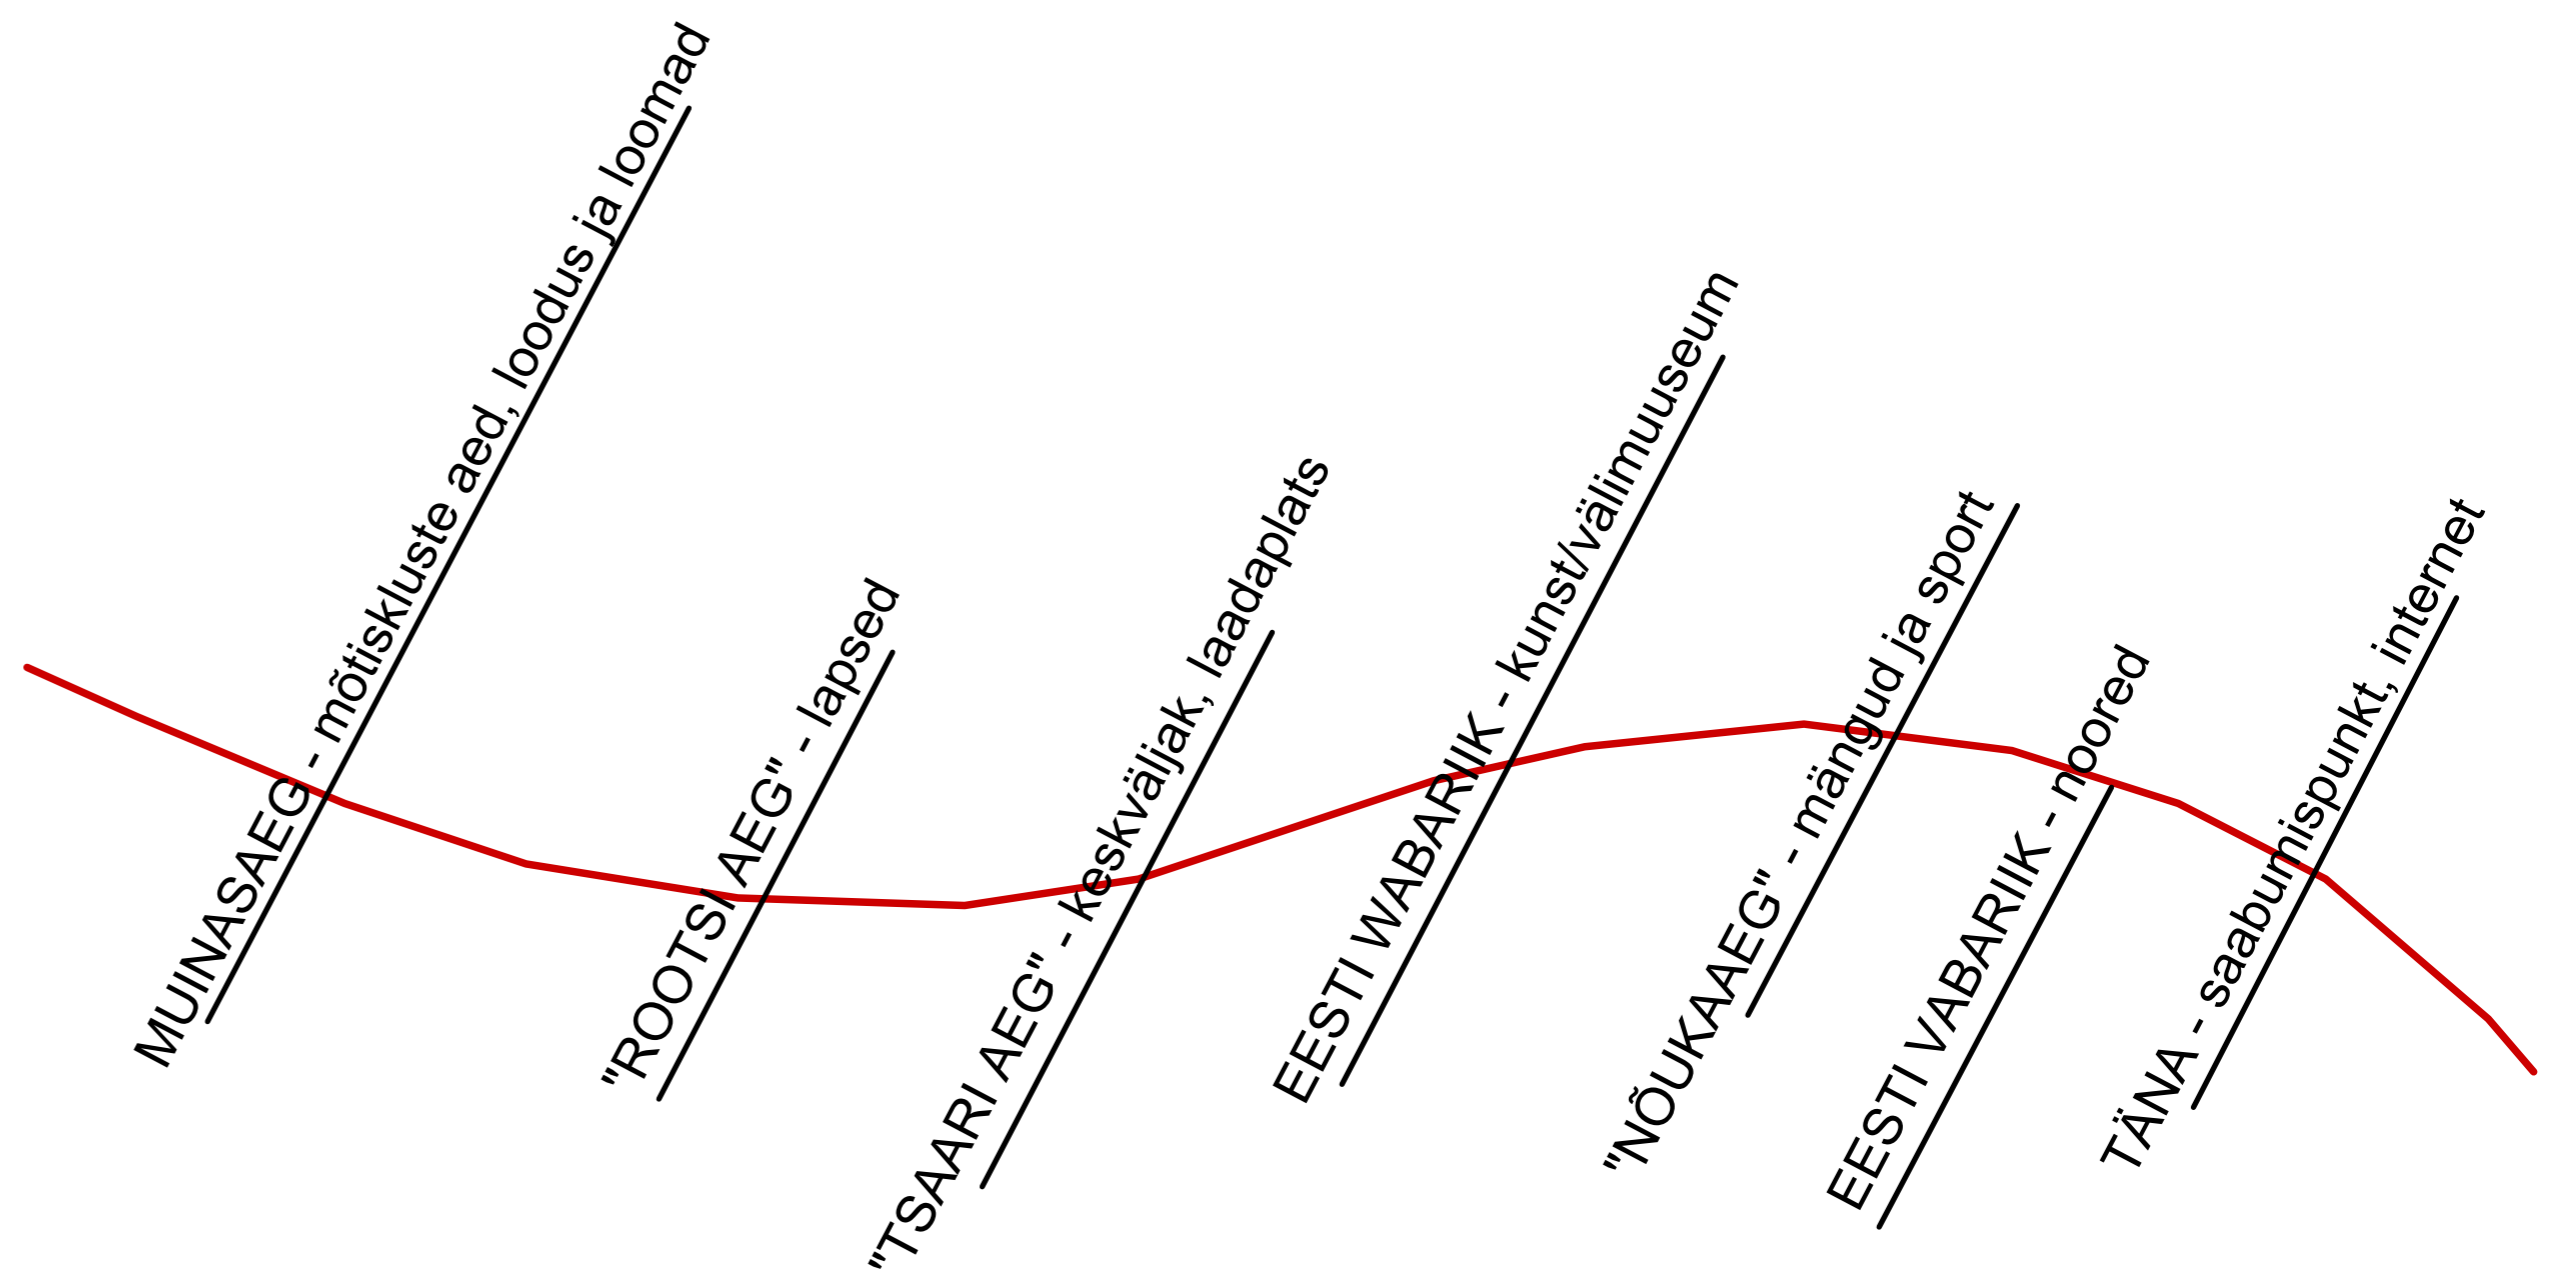 MUINASAEG - mõtiskluste aed, loodus ja loomad
"ROOTSI AEG" - lapsed
"TSAARI AEG" - keskväljak, laadaplats
EESTI WABARIIK - kunst/välimuuseum
"NÕUKAAEG" - mängud ja sport
EESTI VABARIIK - noored
TÄNA - saabumispunkt, internet